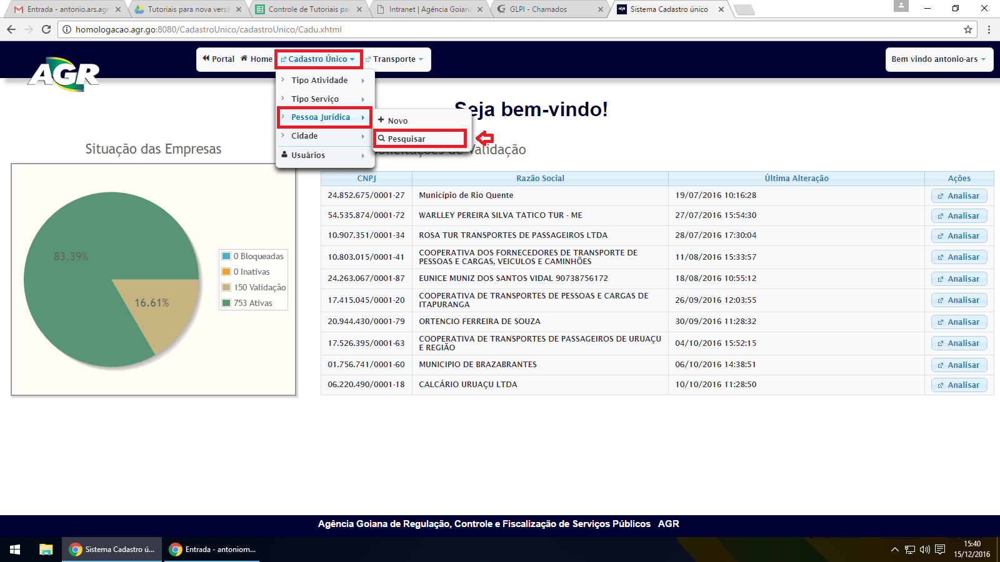 Entrada - antonio.ars.agr
Tutoriais para nova versã
Controle de Tutoriais pa
Intranet | Agência Goiana
GLPI - Chamados
Sistema Cadastro único
homologacao.agr.go:8080/CadastroUnico/cadastroUnico/Cadu.xhtml
AGR
Portal
Home
Cadastro Único
Transporte
Bem vindo antonio-ars
Tipo Atividade
Tipo Serviço
Pessoa Jurídica
Cidade
Usuários
Novo
Pesquisar
Seja bem-vindo!
Situação das Empresas
83.39%
16.61%
0 Bloqueadas
0 Inativas
150 Validação
753 Ativas
Solicitações de Validação
CNPJ Razão Social Ùltima Alteração Ações
24.852.675/0001-27 Município de Rio Quente 19/07/2016 10:16:28 Analisar
54.535.874/0001-72 WARLLEY PEREIRA SILVA TATICO TUR - ME 27/07/2016 15:54:30 Analisar
10.907.351/0001-34 ROSA TUR TRANSPORTES DE PASSAGEIROS LTDA 28/07/2016 17:30:04 Analisar
10.803.015/0001-41 COOPERATIVA DOS FORNECEDORES DE TRANSPORTE DE
PESSOAS E CARGAS, VEICULOS E CAMINHÕES 11/08/2016 15:33:57 Analisar
24.263.067/0001-87 EUNICE MUNIZ DOS SANTOS VIDAL 90738756172 18/08/2016 10:55:12 Analisar
17.415.045/0001-20 COOPERATIVA DE TRANSPORTES DE PESSOAS E CARGAS DE
ITAPURANGA 26/09/2016 12:03:55 Analisar
20.944.430/0001-79 ORTENCIO FERREIRA DE SOUZA 30/09/2016 11:28:32 Analisar
17.526.395/0001-63 COOPERATIVA DE TRANSPORTES DE PASSAGEIROS DE URUAÇU
E REGIÃO 04/10/2016 15:52:15 Analisar
01.756.741/0001-60 MUNICIPIO DE BRAZABRANTES 06/10/2016 14:38:51 Analisar
06.220.490/0001-18 CALCÁRIO URUAÇU LTDA 10/10/2016 11:28:50 Analisar
Agência Goiana de Regulação, Controle e Fiscalização de Serviços Públicos AGR
Sistema Cadastro ú...
Entrada - antoniom...
15:40
15/12/2016